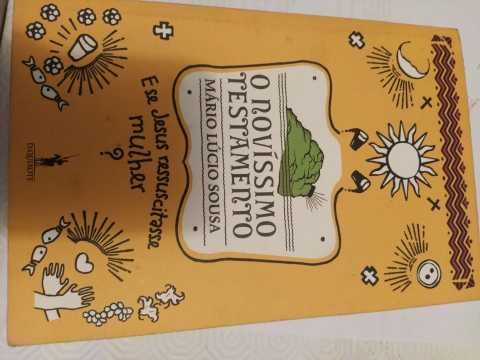 O NOVÍSSIMO
TESTAMENTO
MÁRIO LÚCIO SOUSA
E se Jesus ressuscitasse
mulher?